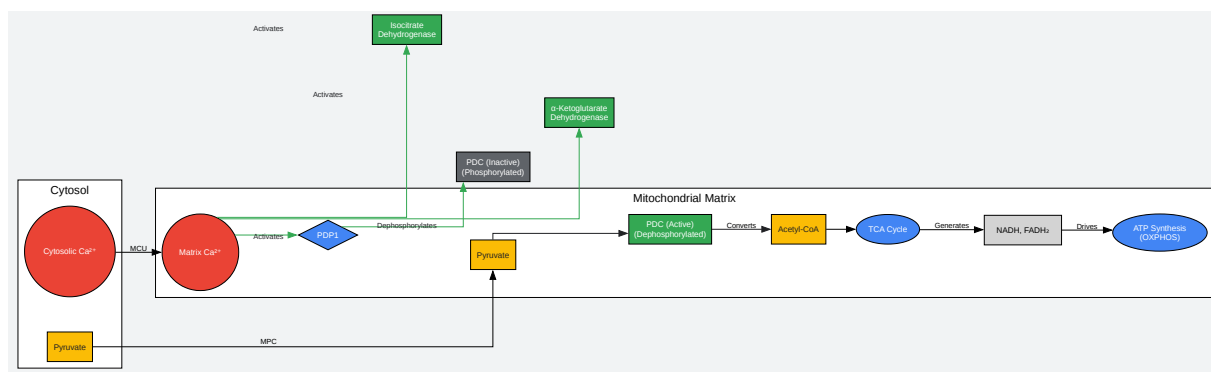 Activates
Isocitrate
Dehydrogenase
Activates
α-Ketoglutarate
Dehydrogenase
PDC (Inactive)
(Phosphorylated)
Cytosol
Mitochondrial Matrix
Cytosolic Ca²⁺
MCU
Matrix Ca²⁺
Activates
PDP1
Dephosphorylates
Pyruvate
PDC (Active)
(Dephosphorylated)
Converts
Acetyl-CoA
TCA Cycle
Generates
NADH, FADH₂
Drives
ATP Synthesis
(OXPHOS)
Pyruvate
MPC